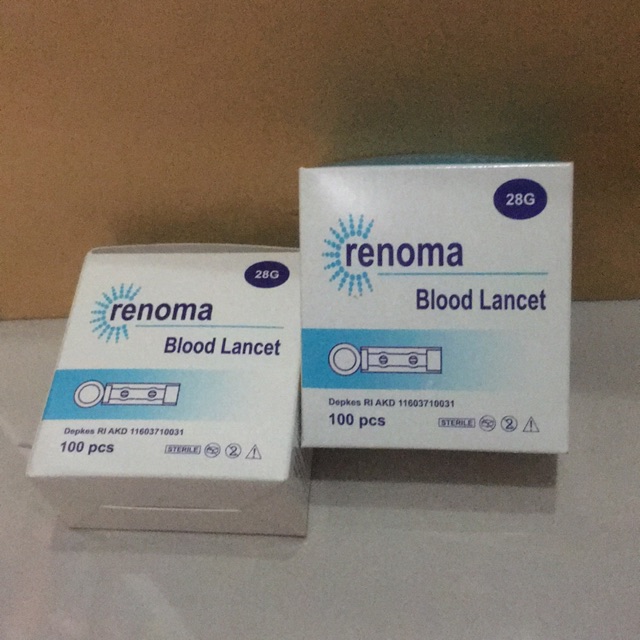 28G
renoma
Blood Lancet
Depkes RI AKD 11603710031
100 pcs
STERILE
28G
renoma
Blood Lancet
Depkes RI AKD 11603710031
100 pcs
STERILE